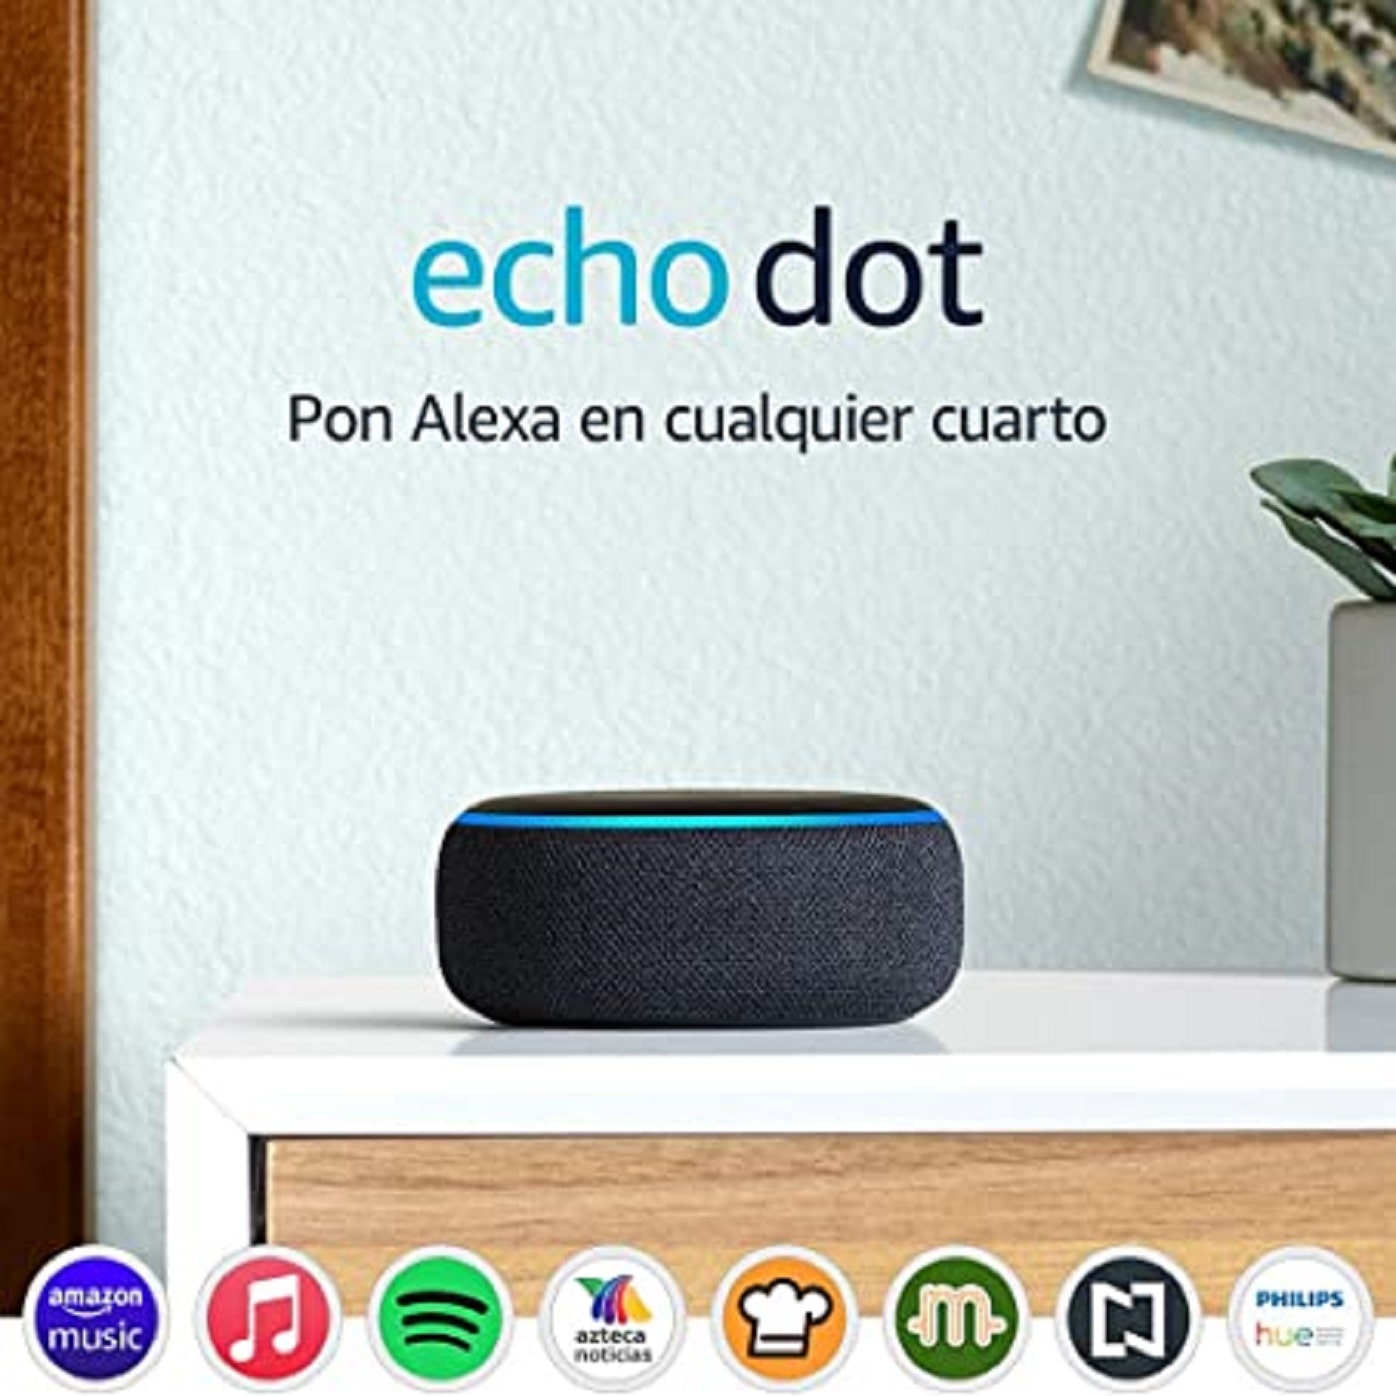 echo dot
Pon Alexa en cualquier cuarto
amazon
music
azteca
noticias
m
N
PHILIPS
hue